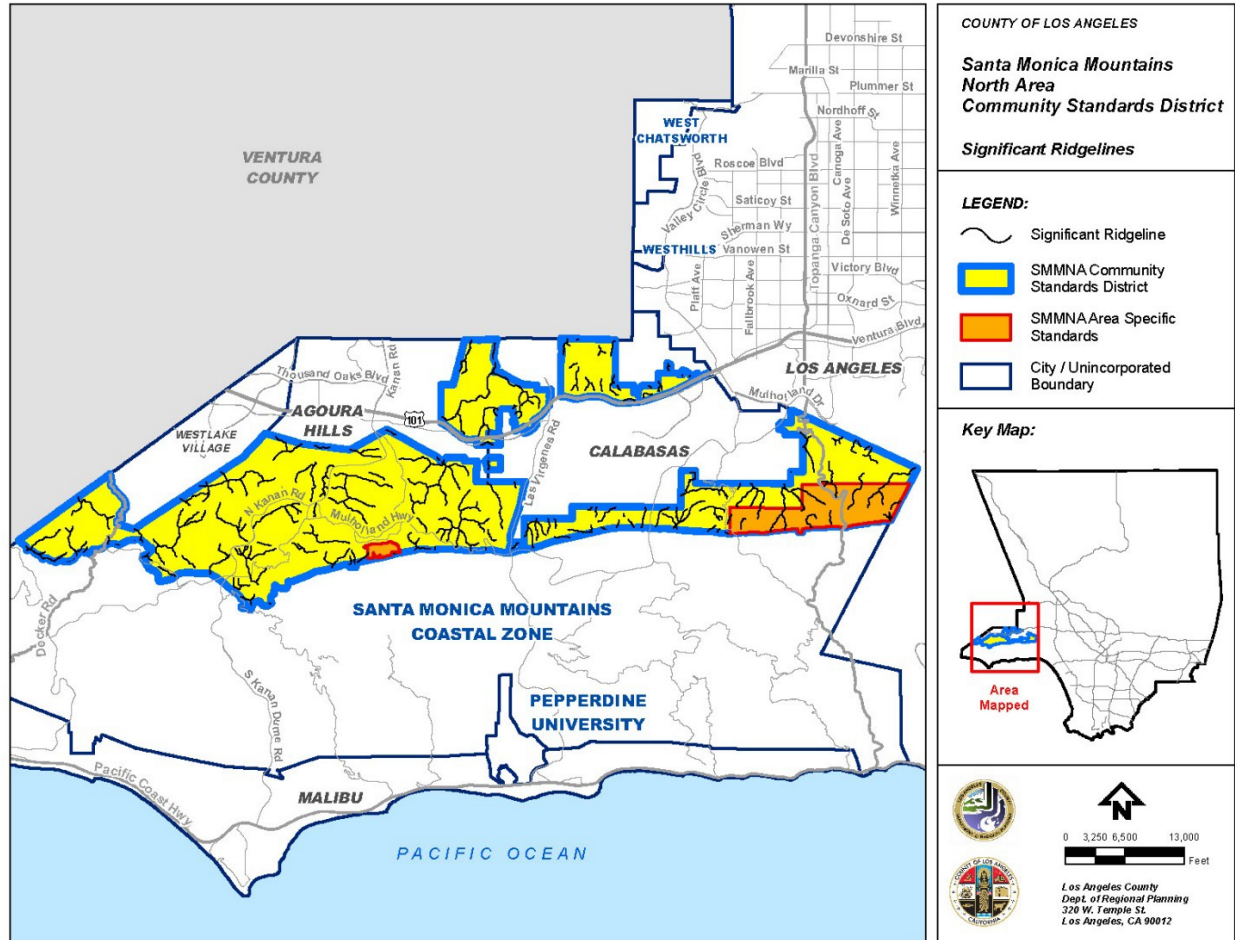 COUNTY OF LOS ANGELES
Santa Monica Mountains
North Area
Community Standards District
Significant Ridgelines
LEGEND:
Significant Ridgeline
SMMNA Community
Standards District
SMMNA Area Specific
Standards
City / Unincorporated
Boundary
Key Map:
Area
Mapped
N
0 3,250 6,500 13,000
Feet
Los Angeles County
Dept. of Regional Planning
320 W. Temple St.
Los Angeles, CA 90012
VENTURA
COUNTY
WEST
CHATSWORTH
WESTHILLS
Devonshire St
Marilla St
Plummer St
Nordhoff St
Roscoe Blvd
Saticoy St
Sherman Wy
Vanowen St
Victory Blvd
Oxnard St
Ventura Blvd
Valley Circle Blvd
Platt Ave
Fallbrook Ave
Topanga Canyon Blvd
Canoga Ave
De Soto Ave
Winnetka Ave
LOS ANGELES
Mulholland Dr
Thousand Oaks Blvd
Kanan Rd
AGOURA
HILLS
101
WESTLAKE
VILLAGE
CALABASAS
Las Virgenes Rd
N Kanan Rd
Mulholland Hwy
Decker Rd
SANTA MONICA MOUNTAINS
COASTAL ZONE
S Kanan Dume Rd
PEPPERDINE
UNIVERSITY
Pacific Coast Hwy
MALIBU
PACIFIC OCEAN